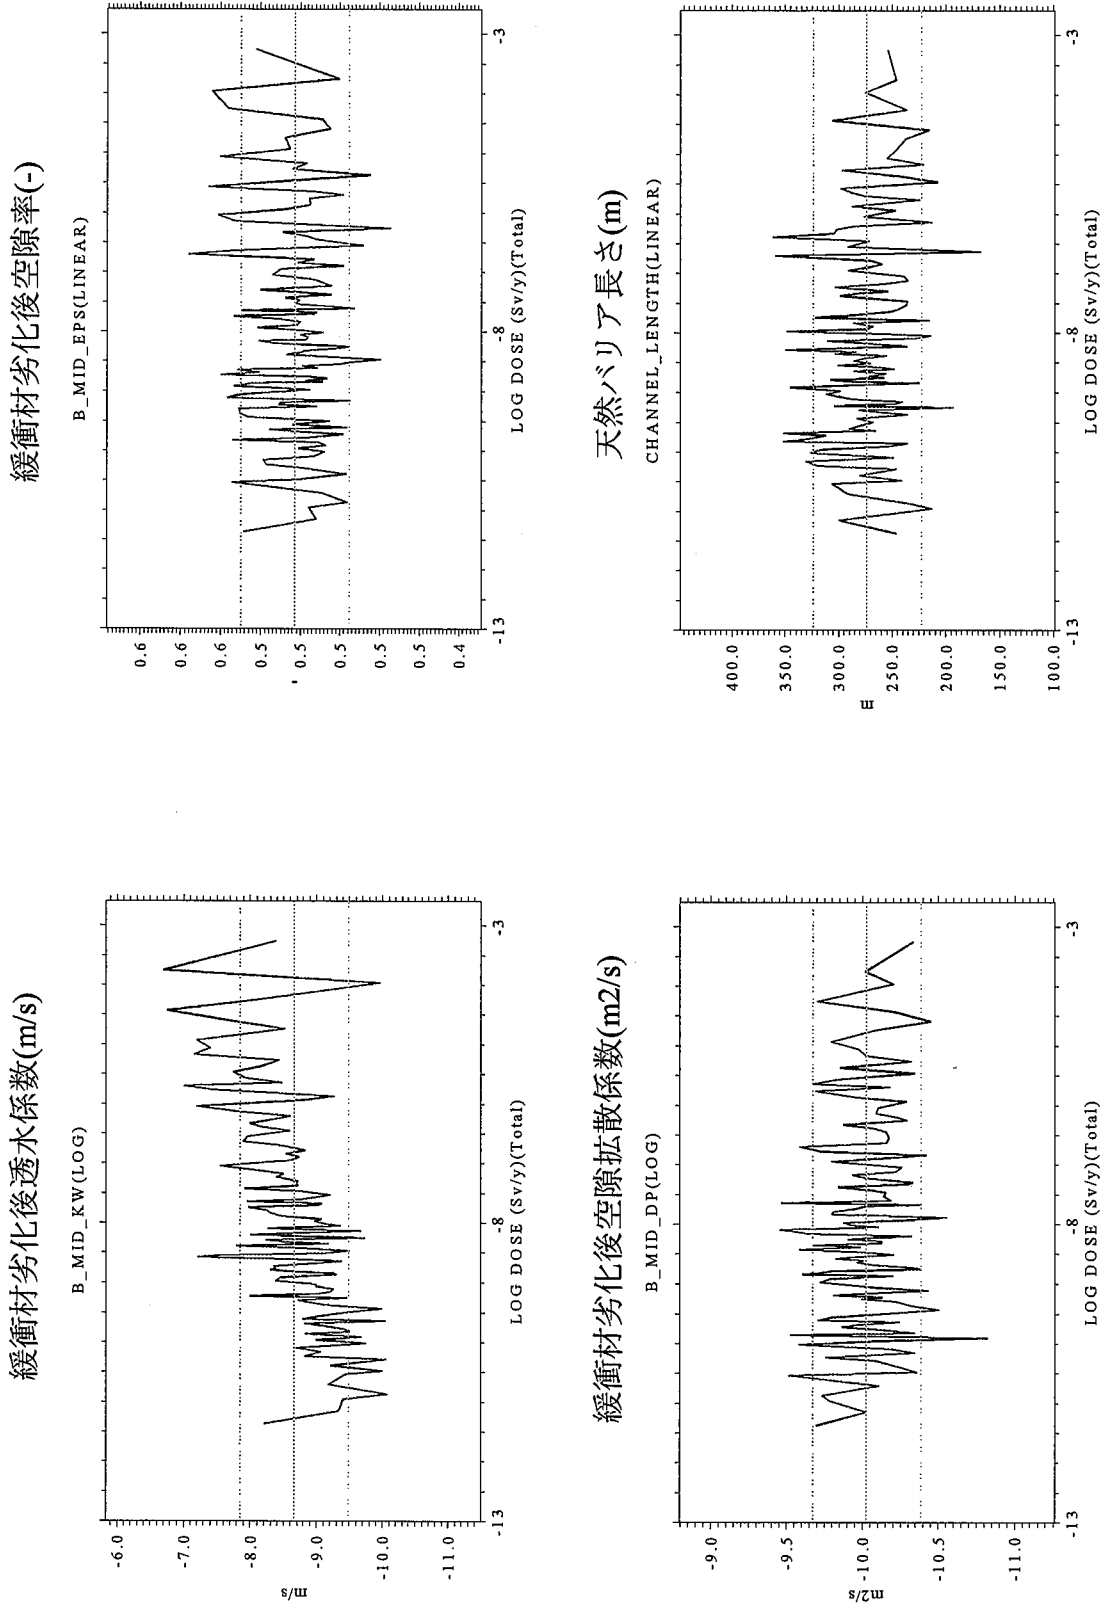 緩衝材劣化後透水係数(m/s)
B_MID_KW(LOG)
-6.0
-7.0
-8.0
-9.0
-10.0
-11.0
m/s
-13
-8
-3
LOG DOSE (Sv/y)(Total)
緩衝材劣化後空隙率(-)
B_MID_EPS(LINEAR)
0.6
0.6
0.6
0.5
0.5
0.5
0.5
0.4
0.4
-
-13
-8
-3
LOG DOSE (Sv/y)(Total)
緩衝材劣化後空隙拡散係数(m2/s)
B_MID_DP(LOG)
-9.0
-9.5
-10.0
-10.5
-11.0
m2/s
-13
-8
-3
LOG DOSE (Sv/y)(Total)
天然バリア長さ(m)
CHANNEL_LENGTH(LINEAR)
400.0
350.0
300.0
250.0
200.0
150.0
100.0
m
-13
-8
-3
LOG DOSE (Sv/y)(Total)